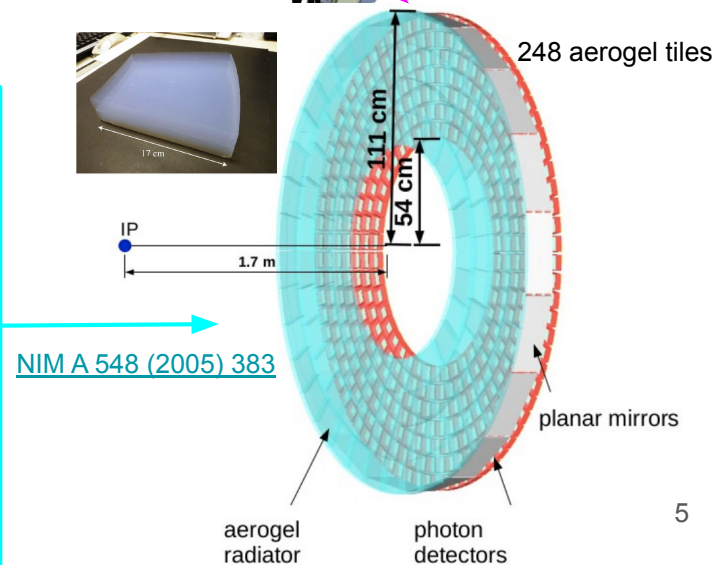 248 aerogel tiles
111 cm
54 cm
17 cm
IP
1.7 m
NIM A 548 (2005) 383
planar mirrors
5
aerogel
radiator
photon
detectors